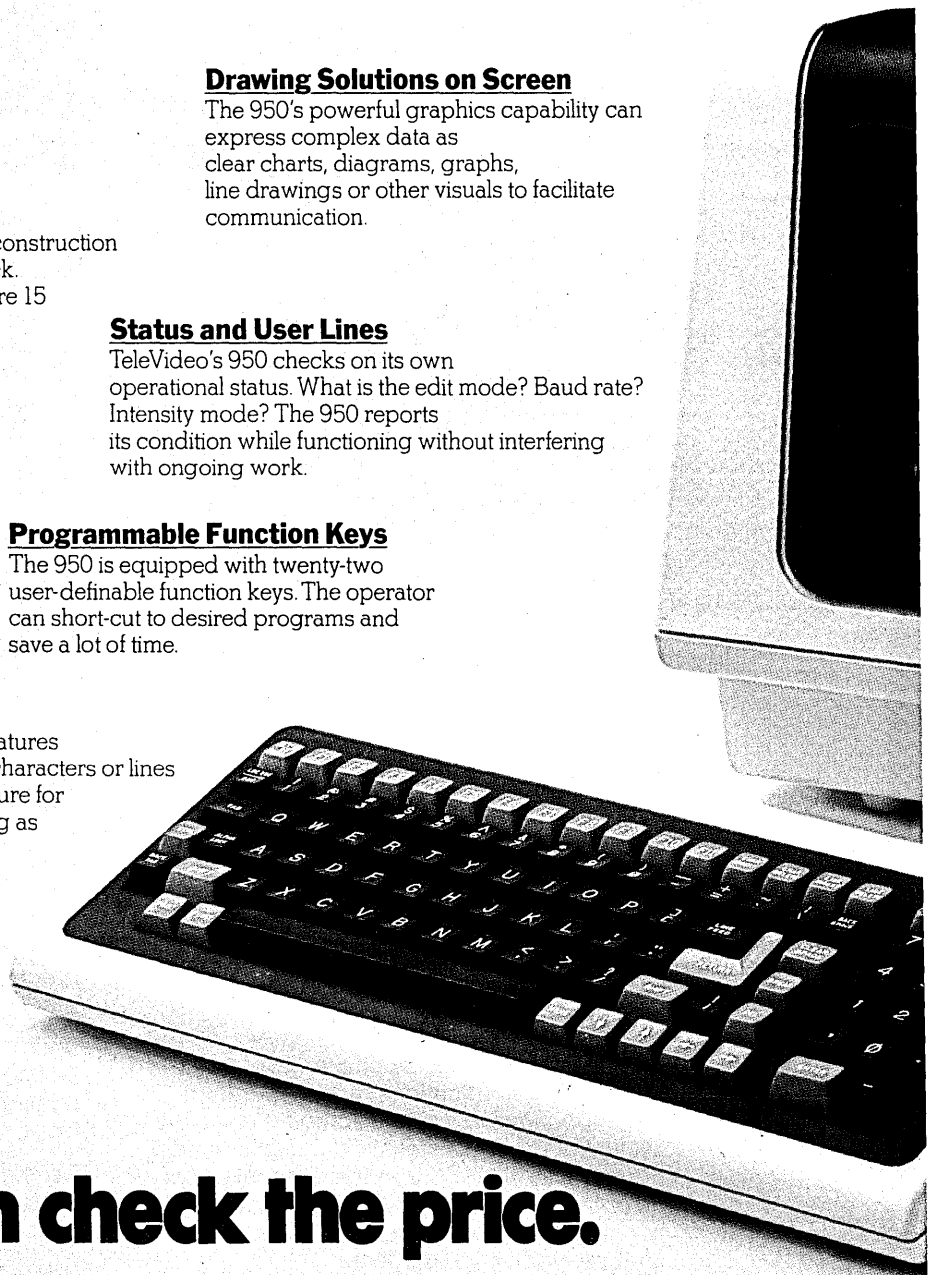 Drawing Solutions on Screen
The 950's powerful graphics capability can
express complex data as
clear charts, diagrams, graphs,
line drawings or other visuals to facilitate
communication.
onstruction
k.
re 15
Status and User Lines
TeleVideo's 950 checks on its own
operational status. What is the edit mode? Baud rate?
Intensity mode? The 950 reports
its condition while functioning without interfering
with ongoing work.
Programmable Function Keys
The 950 is equipped with twenty-two
user-definable function keys. The operator
can short-cut to desired programs and
save a lot of time.
atures
haracters or lines
ure for
g as
Q W E R T Y U I O P
A S D F G H J K L
Z X C V B N M
7
4
1 2
0
check the price.